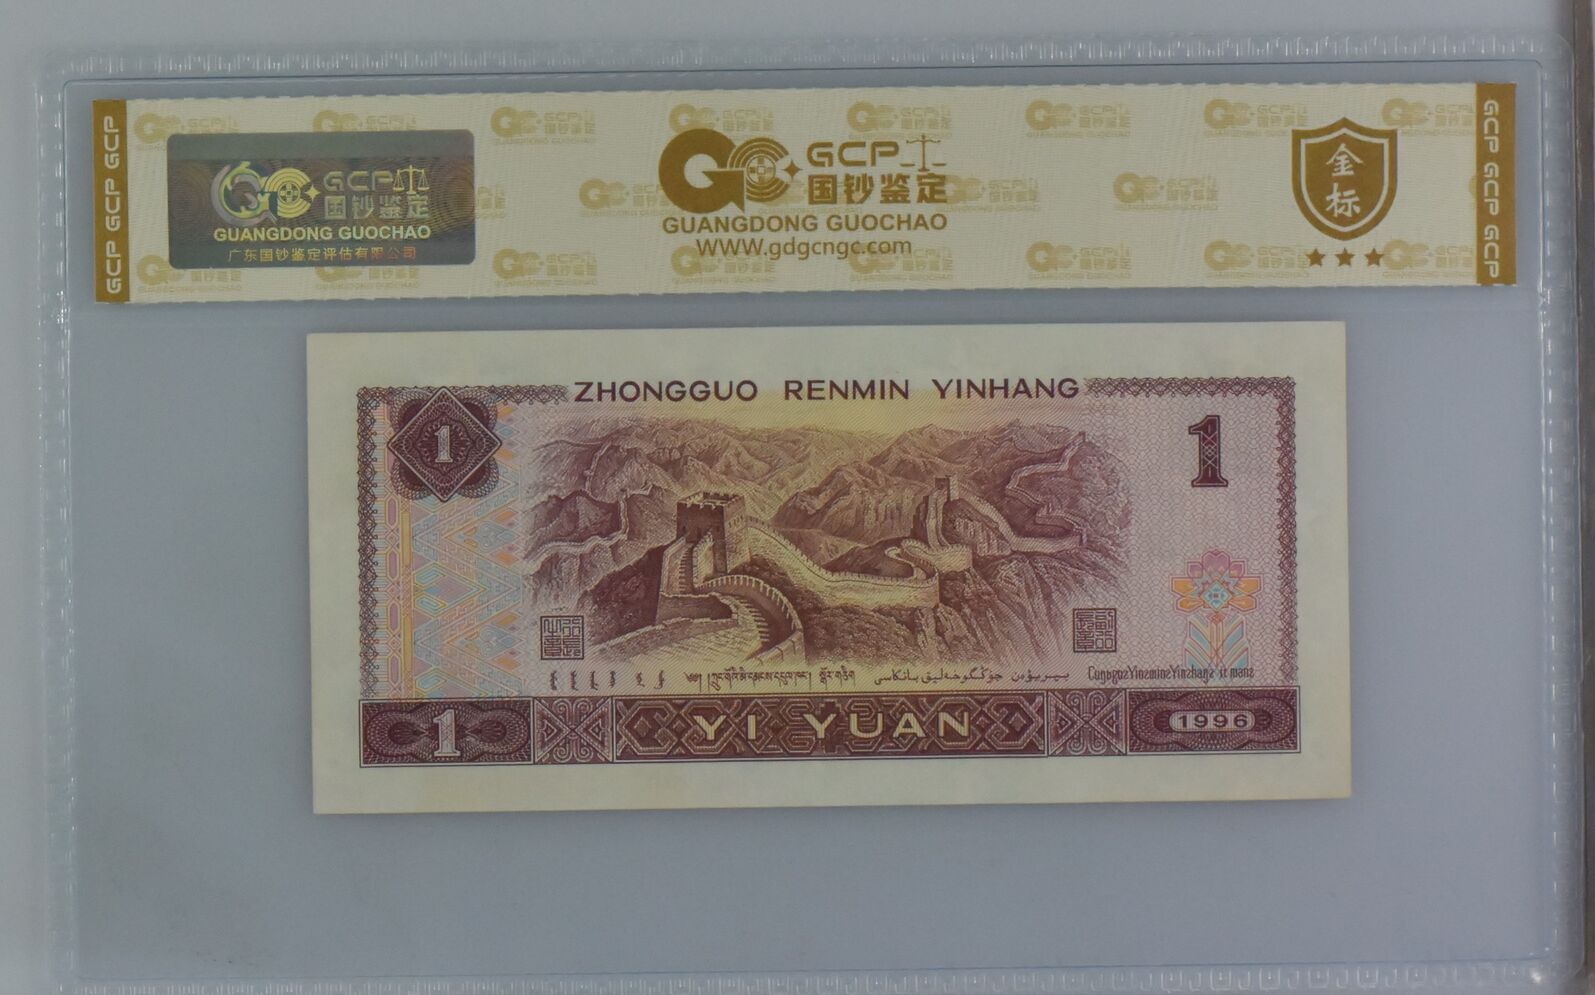 GCP GCP GCP
GCP
国钞鉴定
GUANGDONG GUOCHAO
广东国钞鉴定评估有限公司
GCP
国钞鉴定
GUANGDONG GUOCHAO
WWW.gdgcngc.com
金标
GCP GCP GCP
ZHONGGUO RENMIN YINHANG
1
1
1
YI YUAN
1996